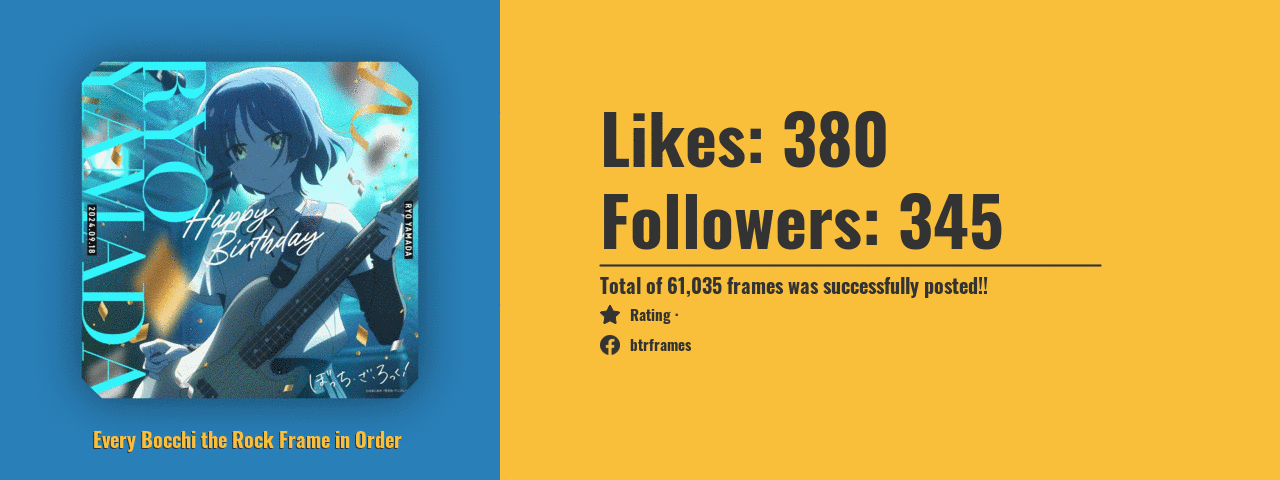 RYO
YAMADA
2024.09.18
RYO YAMADA
Happy
Birthday
ぼっち・ざ・ろっく!
Every Bocchi the Rock Frame in Order
Likes: 380
Followers: 345
Total of 61,035 frames was successfully posted!!
Rating ·
btrframes